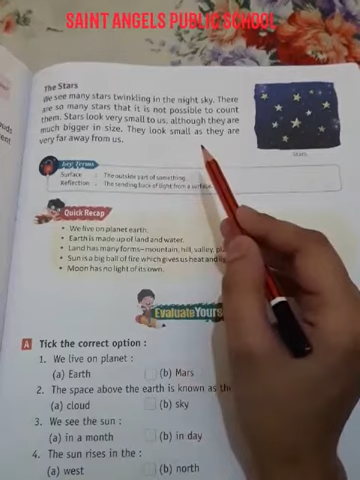 SAINT ANGELS PUBLIC SCHOOL
The Stars
We see many stars twinkling in the night sky. There
are so many stars that it is not possible to count
them. Stars look very small to us, although they are
much bigger in size. They look small as they are
very far away from us.
Stars
Key Terms
Surface : The outside part of something.
Reflection : The sending back of light from a surface.
Quick Recap
• We live on planet earth.
• Earth is made up of land and water.
• Land has many forms—mountain, hill, valley,
• Sun is a big ball of fire which gives us heat and
• Moon has no light of its own.
Evaluate Yours
A Tick the correct option :
1. We live on planet :
(a) Earth (b) Mars
2. The space above the earth is known as
(a) cloud (b) sky
3. We see the sun :
(a) in a month (b) in day
4. The sun rises in the :
(a) west (b) north